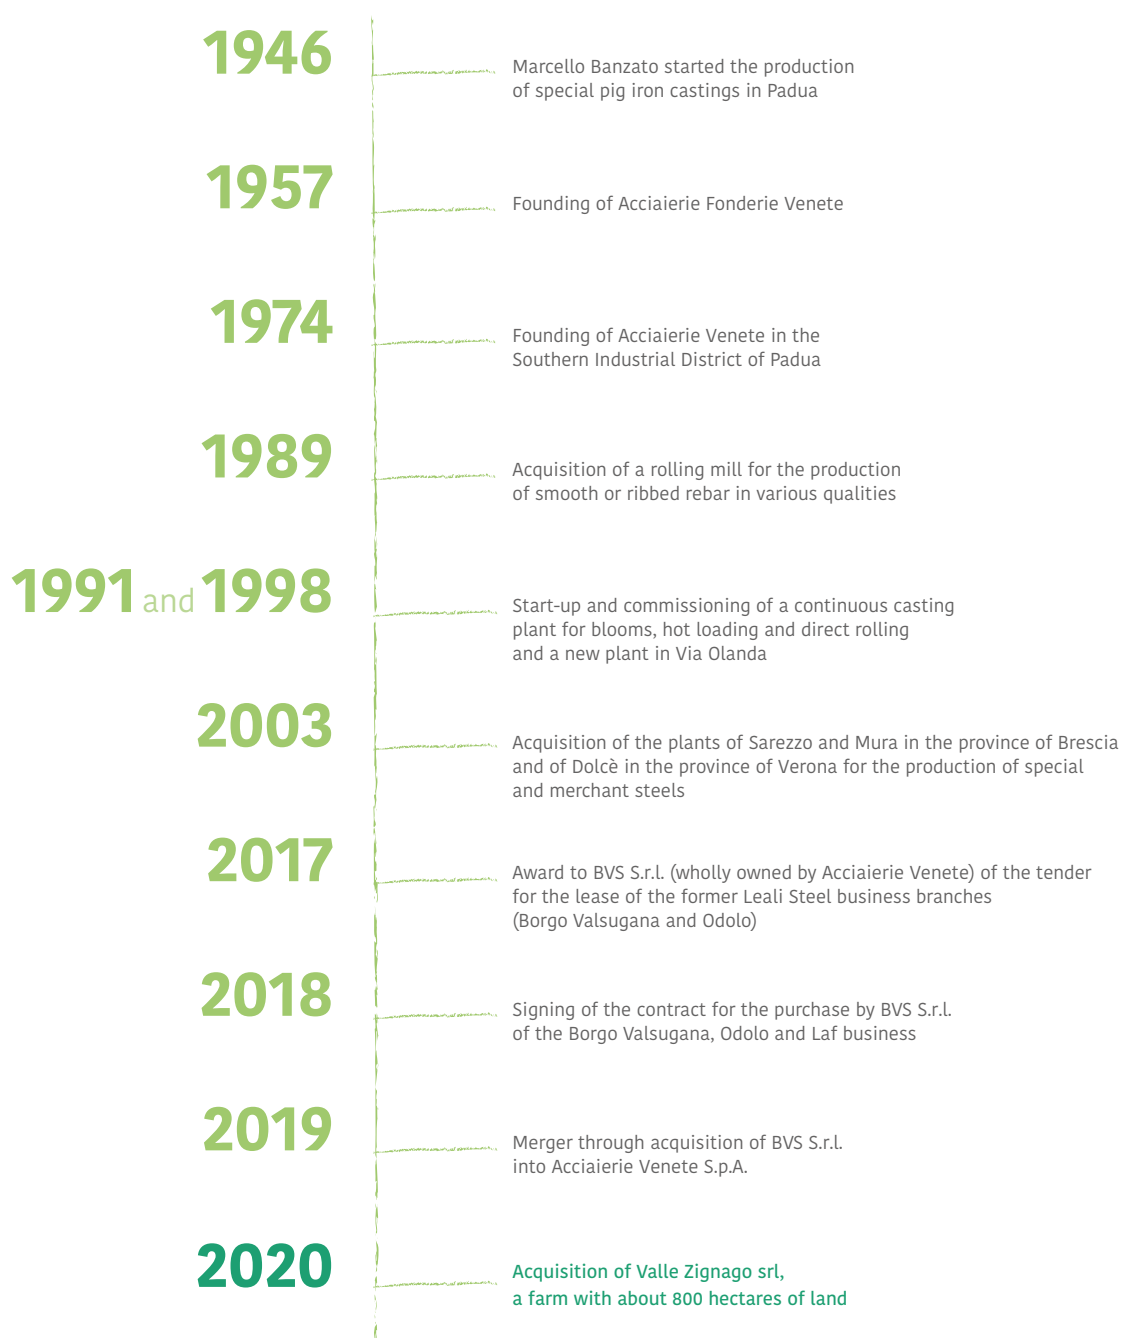 1946
Marcello Banzato started the production
of special pig iron castings in Padua
1957
Founding of Acciaierie Fonderie Venete
1974
Founding of Acciaierie Venete in the
Southern Industrial District of Padua
1989
Acquisition of a rolling mill for the production
of smooth or ribbed rebar in various qualities
1991 and 1998
Start-up and commissioning of a continuous casting
plant for blooms, hot loading and direct rolling
and a new plant in Via Olanda
2003
Acquisition of the plants of Sarezzo and Mura in the province of Brescia
and of Dolcè in the province of Verona for the production of special
and merchant steels
2017
Award to BVS S.r.l. (wholly owned by Acciaierie Venete) of the tender
for the lease of the former Leali Steel business branches
(Borgo Valsugana and Odolo)
2018
Signing of the contract for the purchase by BVS S.r.l.
of the Borgo Valsugana, Odolo and Laf business
2019
Merger through acquisition of BVS S.r.l.
into Acciaierie Venete S.p.A.
2020
Acquisition of Valle Zignago srl,
a farm with about 800 hectares of land